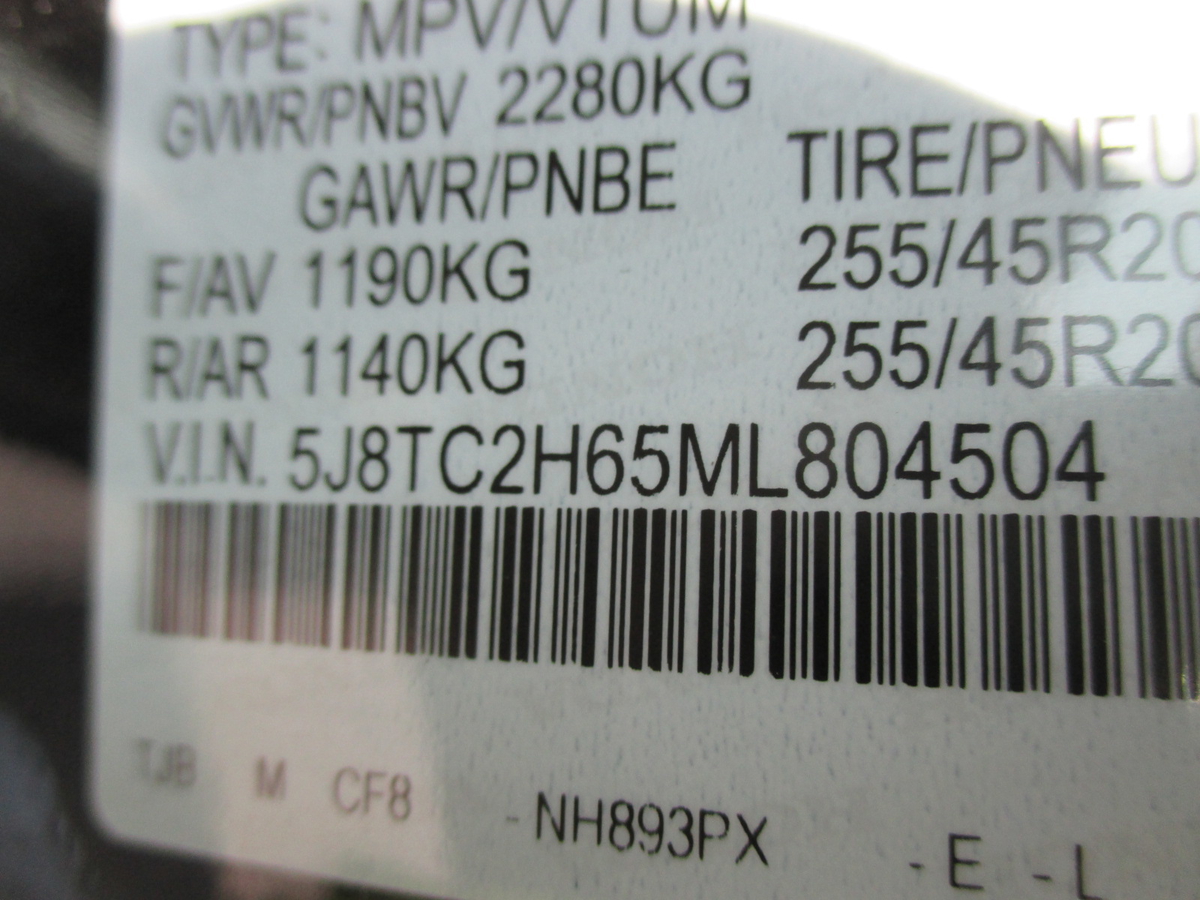 TYPE: MPV/VTUM
GVWR/PNBV 2280KG
GAWR/PNBE TIRE/PNEU
F/AV 1190KG 255/45R20
R/AR 1140KG 255/45R20
V.I.N. 5J8TC2H65ML804504
TJB M CF8 -NH893PX -E -L